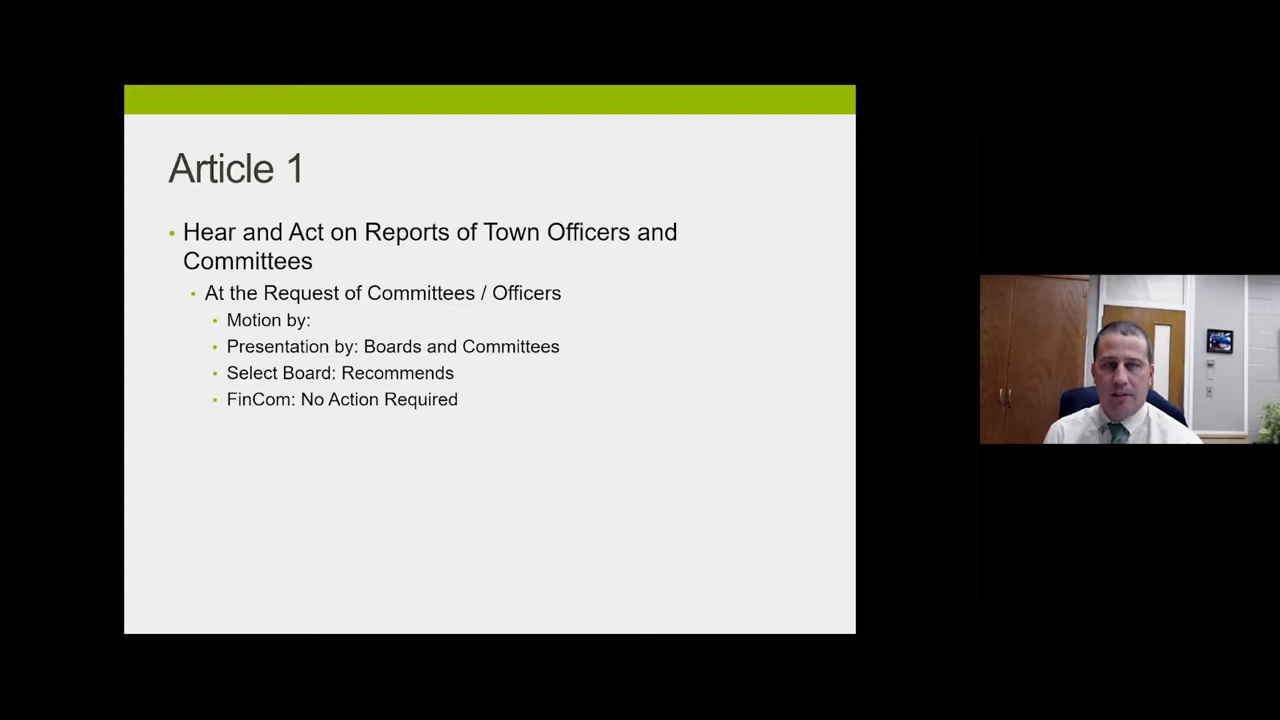 Article 1
• Hear and Act on Reports of Town Officers and
Committees
• At the Request of Committees / Officers
• Motion by:
• Presentation by: Boards and Committees
• Select Board: Recommends
• FinCom: No Action Required